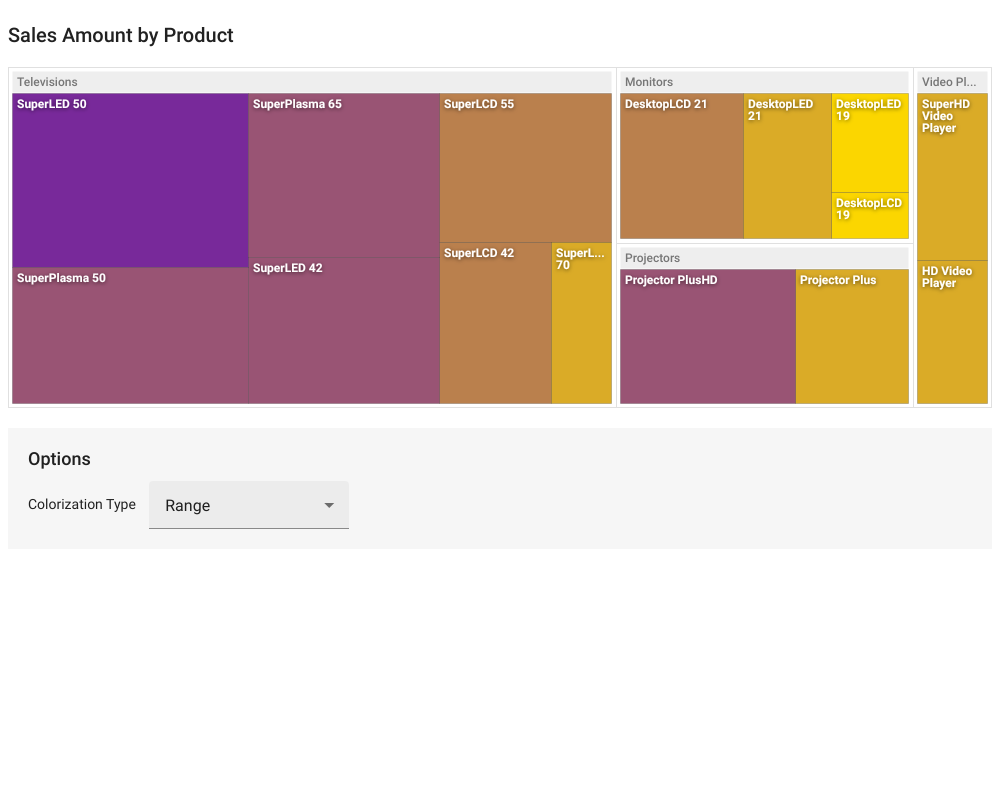 Sales Amount by Product
Televisions
SuperLED 50
SuperPlasma 50
SuperPlasma 65
SuperLED 42
SuperLCD 55
SuperLCD 42
SuperL...
70
Monitors
DesktopLCD 21
DesktopLED
21
DesktopLED
19
DesktopLCD
19
Projectors
Projector PlusHD
Projector Plus
Video Pl...
SuperHD
Video
Player
HD Video
Player
Options
Colorization Type
Range